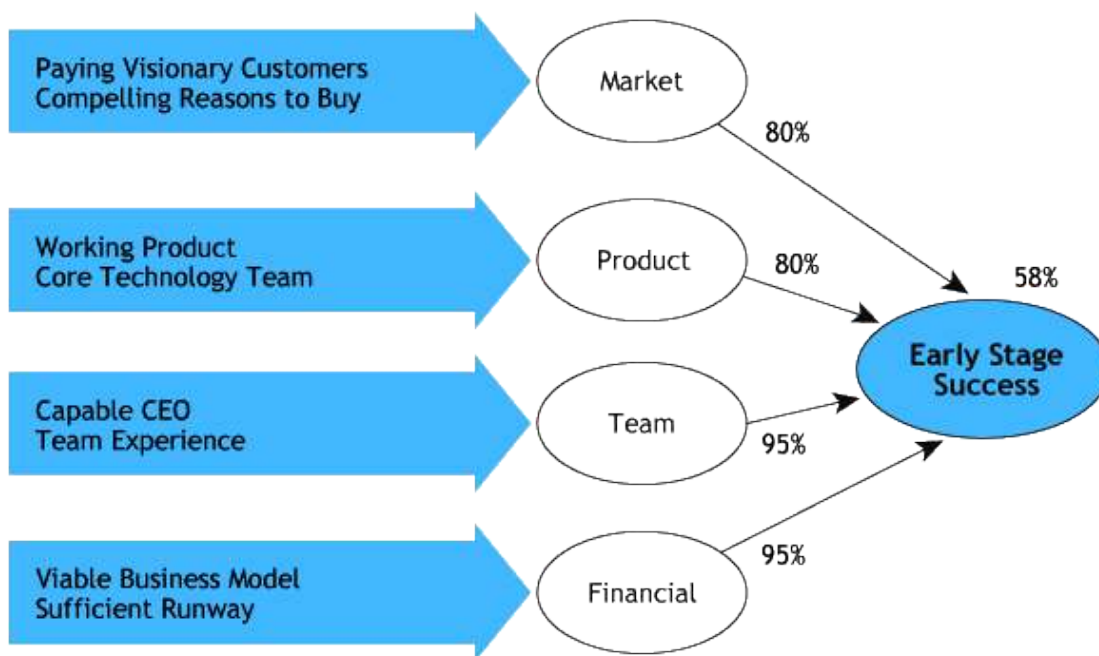 Paying Visionary Customers
Compelling Reasons to Buy
Market
80%
Working Product
Core Technology Team
Product
80%
58%
Early Stage
Success
Capable CEO
Team Experience
Team
95%
Viable Business Model
Sufficient Runway
Financial
95%